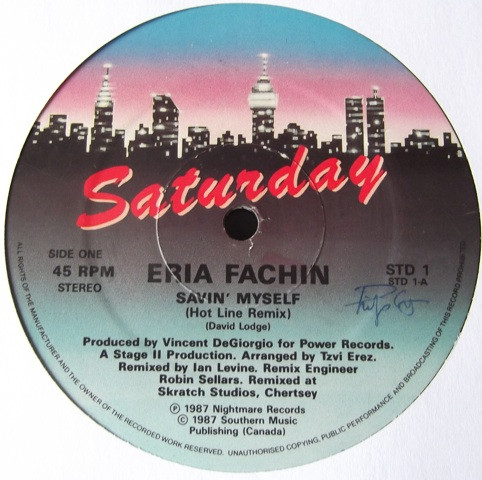 Saturday
SIDE ONE
45 RPM
STEREO
ERIA FACHIN
STD 1
STD 1-A
SAVIN' MYSELF
(Hot Line Remix)
(David Lodge)
Produced by Vincent DeGiorgio for Power Records.
A Stage II Production. Arranged by Tzvi Erez.
Remixed by Ian Levine. Remix Engineer
Robin Sellars. Remixed at
Skratch Studios, Chertsey
℗ 1987 Nightmare Records
© 1987 Southern Music
Publishing (Canada)
ALL RIGHTS OF THE MANUFACTURER AND THE OWNER OF THE RECORDED WORK RESERVED. UNAUTHORISED COPYING, PUBLIC PERFORMANCE AND BROADCASTING OF THIS RECORD PROHIBITED.